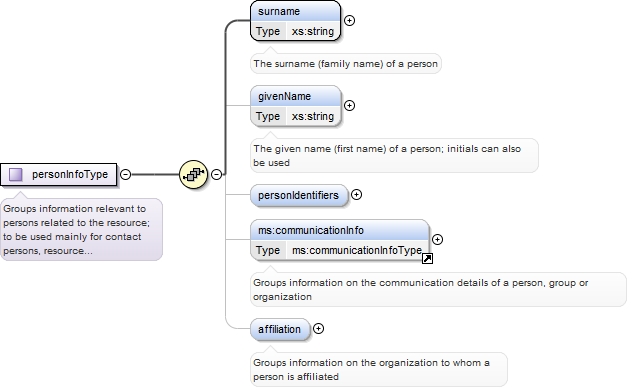 surname
Type xs:string
The surname (family name) of a person
givenName
Type xs:string
The given name (first name) of a person; initials can also
be used
personInfoType
Groups information relevant to
persons related to the resource;
to be used mainly for contact
persons, resource...
personIdentifiers
ms:communicationInfo
Type ms:communicationInfoType
Groups information on the communication details of a person, group or
organization
affiliation
Groups information on the organization to whom a
person is affiliated